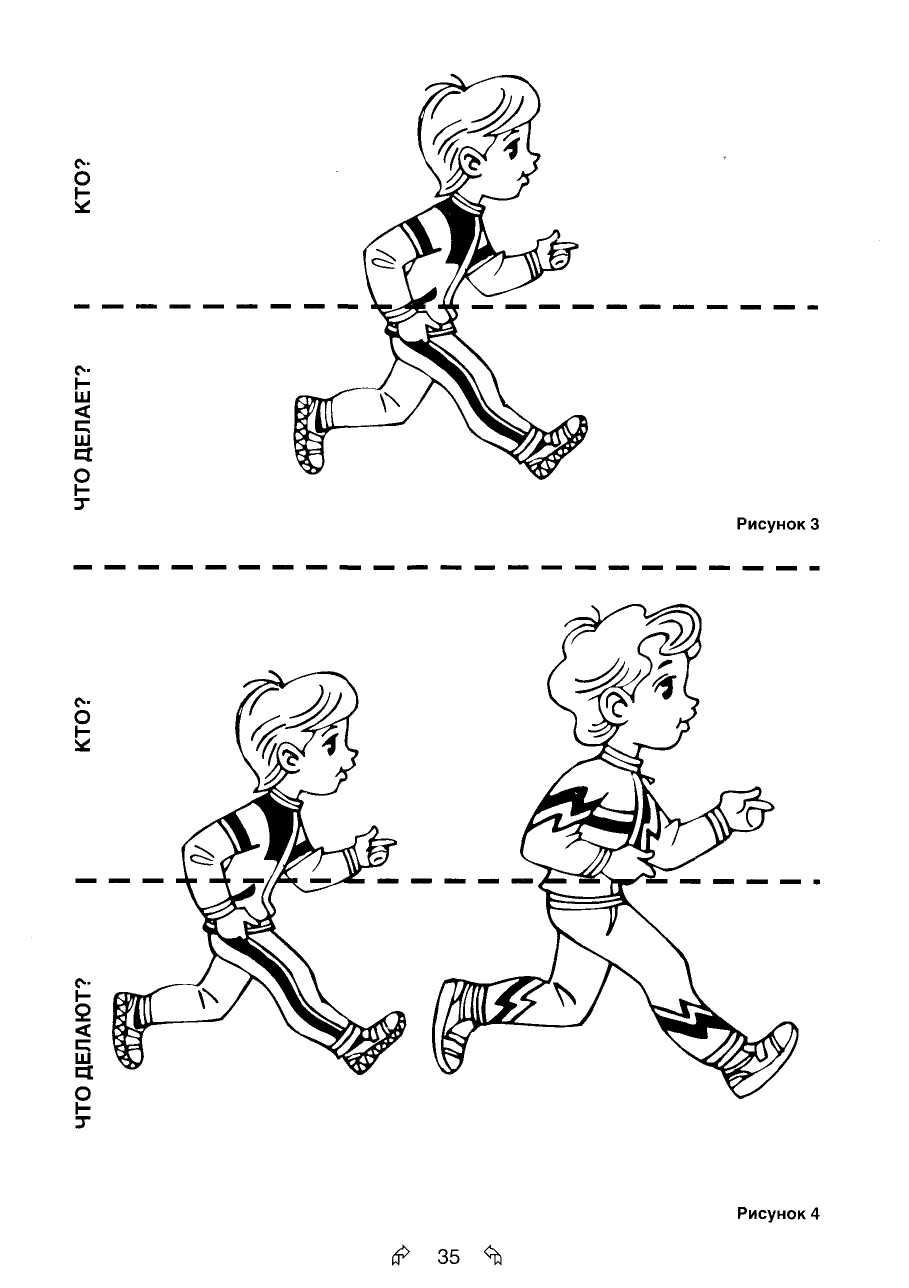 КТО?
ЧТО ДЕЛАЕТ?
Рисунок 3
КТО?
ЧТО ДЕЛАЮТ?
Рисунок 4
35